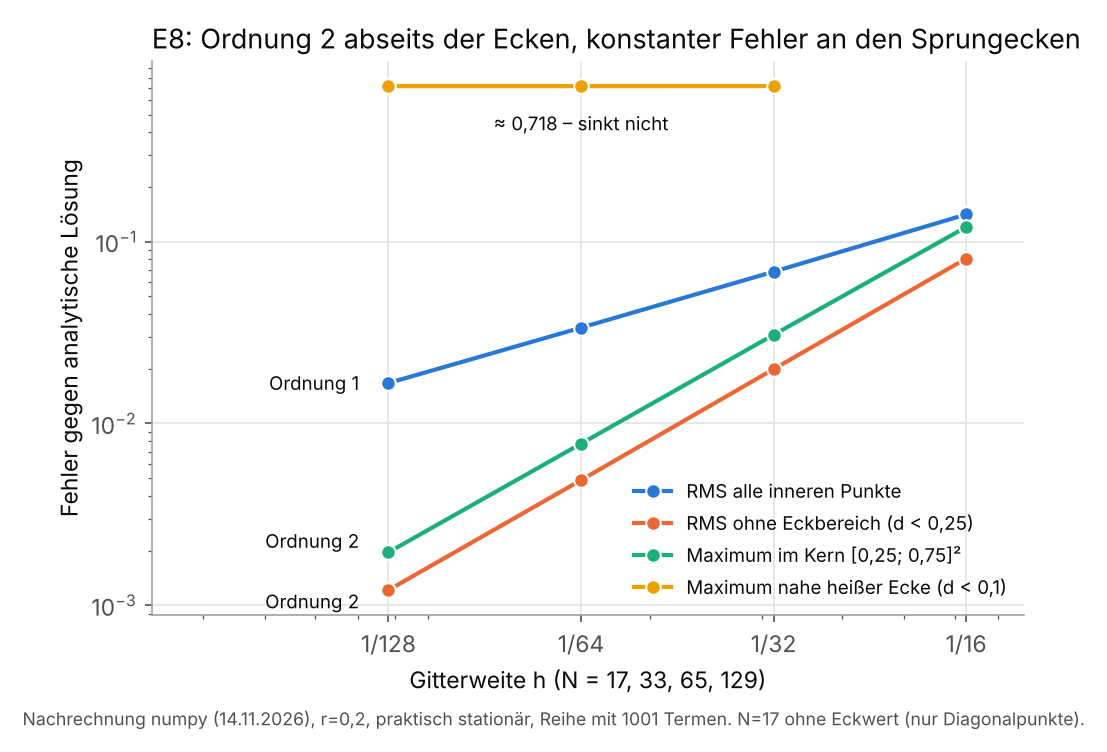 E8: Ordnung 2 abseits der Ecken, konstanter Fehler an den Sprungecken
≈ 0,718 – sinkt nicht
Fehler gegen analytische Lösung
10⁻¹
10⁻²
10⁻³
Ordnung 1
Ordnung 2
Ordnung 2
RMS alle inneren Punkte
RMS ohne Eckbereich (d < 0,25)
Maximum im Kern [0,25; 0,75]²
Maximum nahe heißer Ecke (d < 0,1)
1/128
1/64
1/32
1/16
Gitterweite h (N = 17, 33, 65, 129)
Nachrechnung numpy (14.11.2026), r=0,2, praktisch stationär, Reihe mit 1001 Termen. N=17 ohne Eckwert (nur Diagonalpunkte).